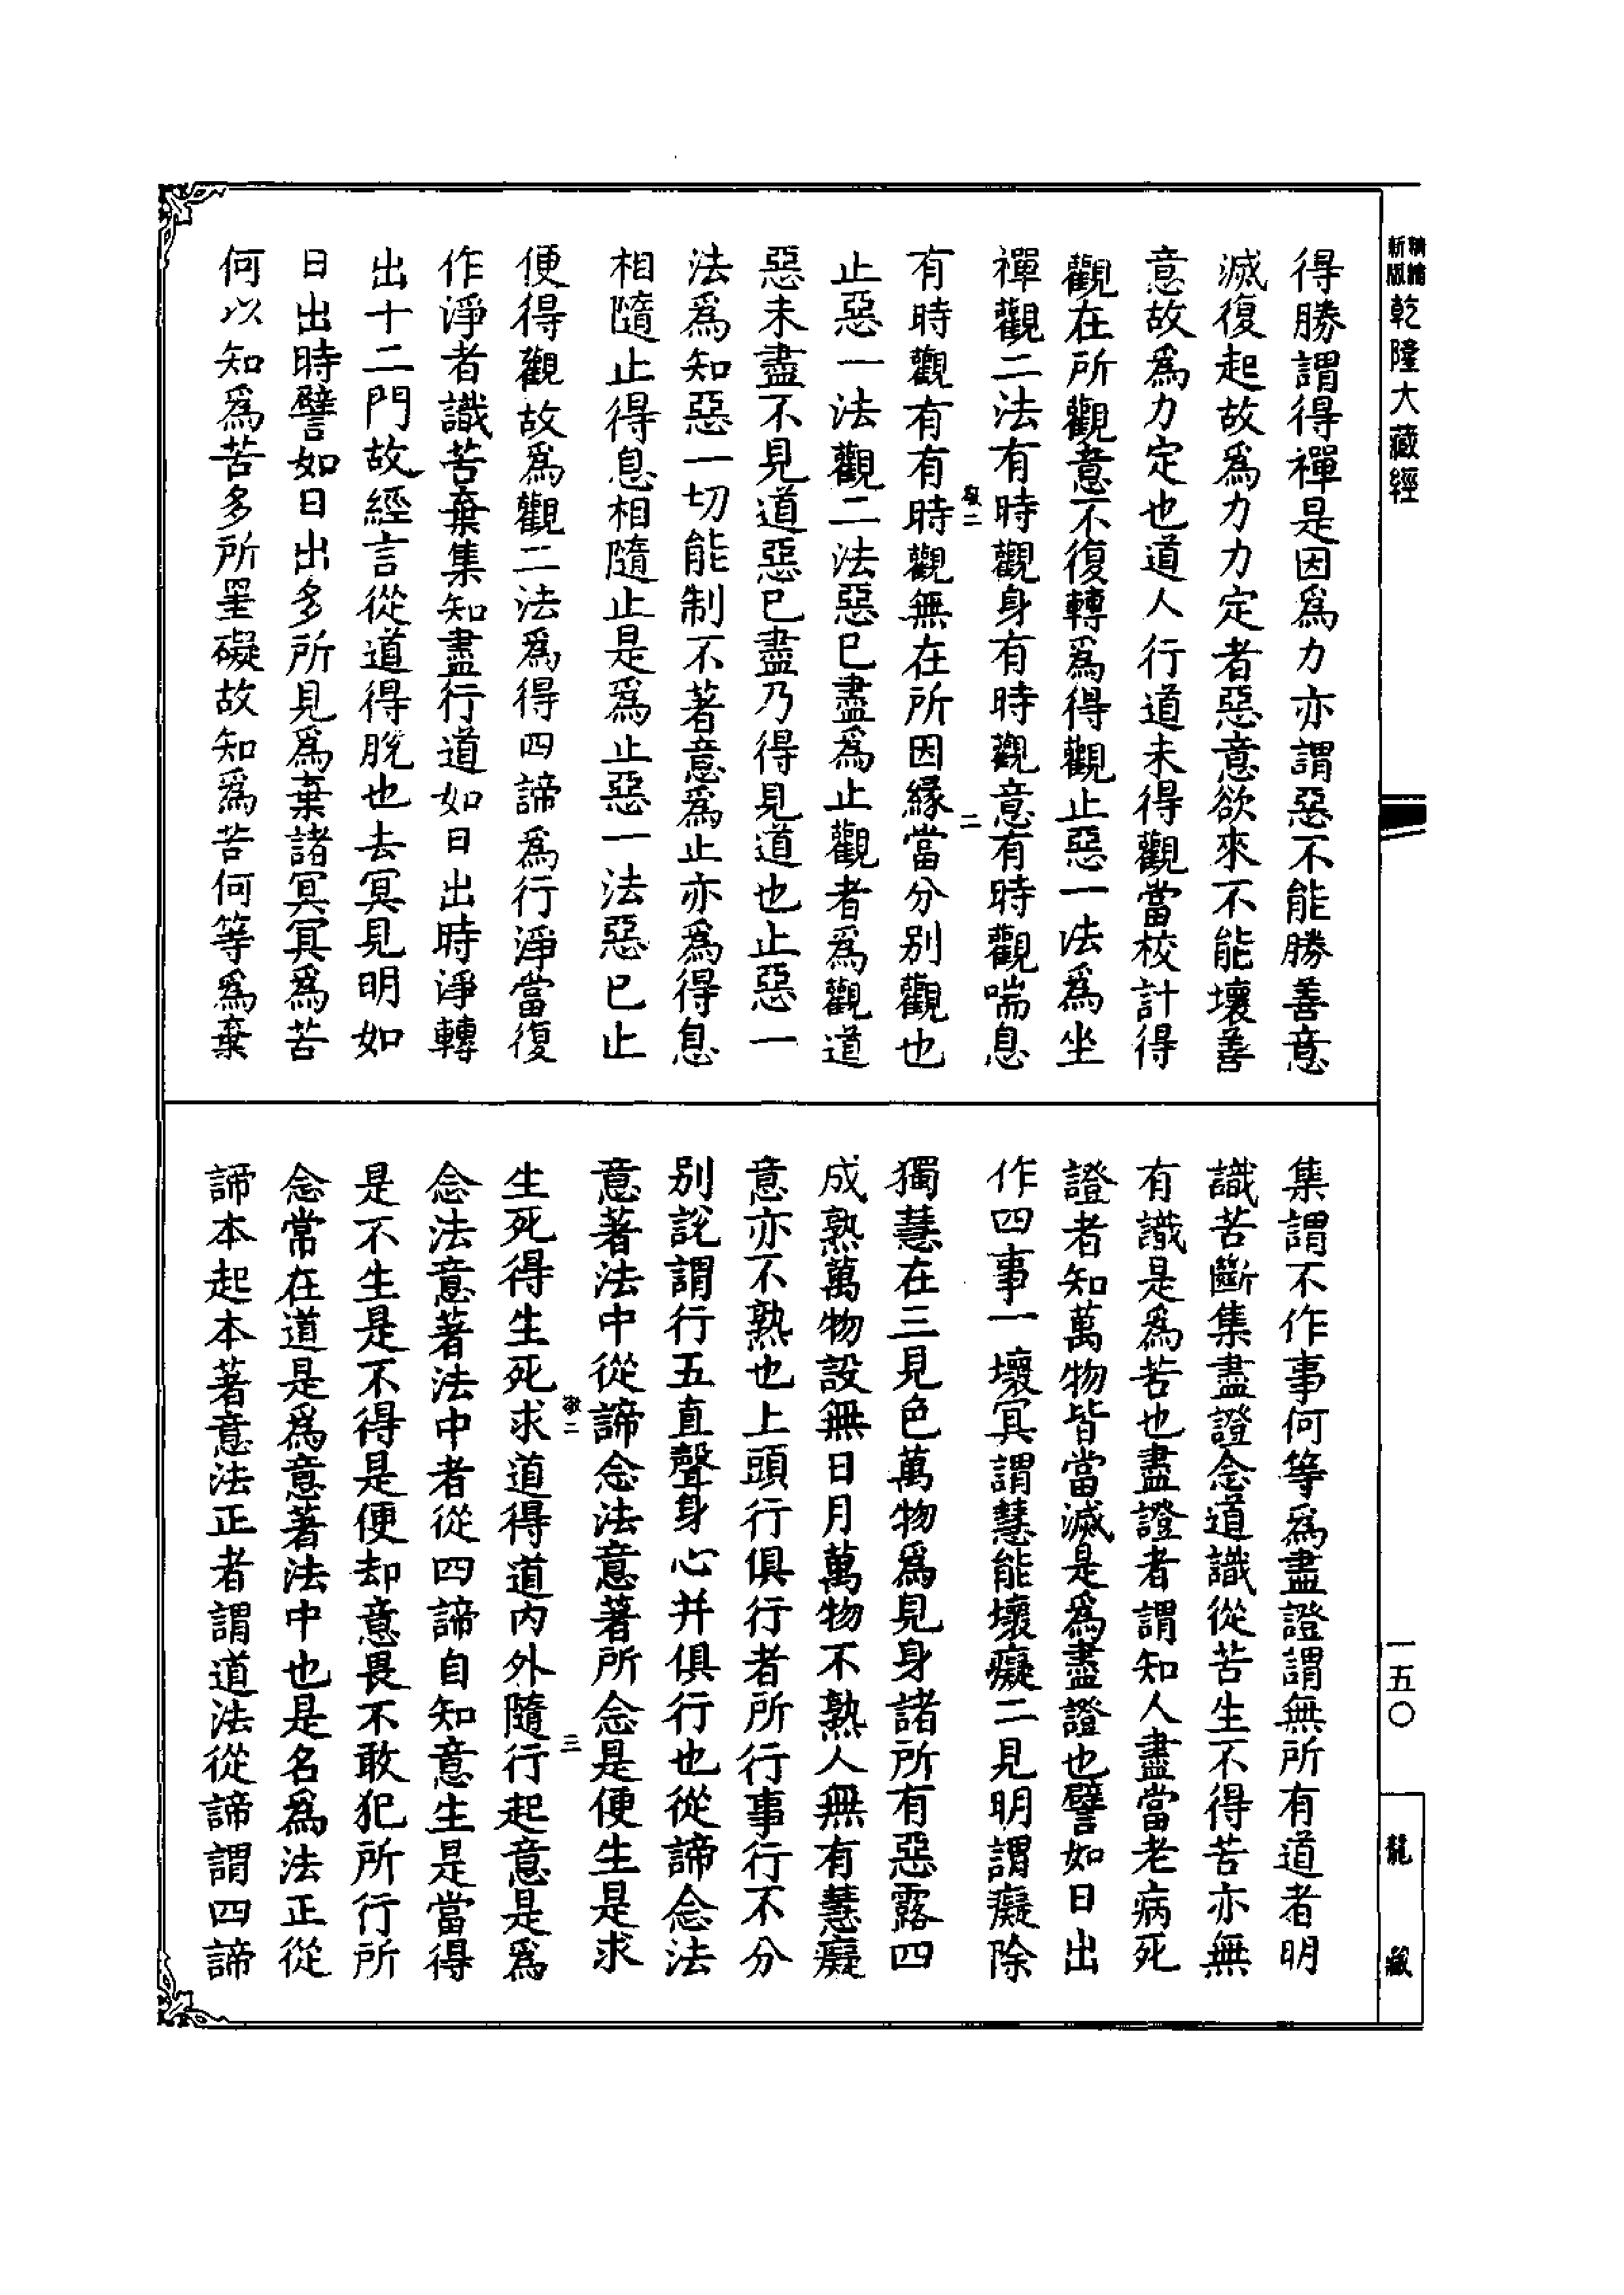 精繪
新版
乾隆大藏經
得勝謂得禪是因爲力亦謂惡不能勝善意
滅復起故爲力力定者惡意欲來不能壞善
意故爲力定也道人行道未得觀當校計得
觀在所觀意不復轉爲得觀止惡一法爲坐
禪觀二法有時觀身有時觀意有時觀喘息
敬二
二
有時觀有有時觀無在所因緣當分別觀也
止惡一法觀二法惡已盡爲止觀者爲觀道
惡未盡不見道惡已盡乃得見道也止惡一
法爲知惡一切能制不著意爲止亦爲得息
相隨止得息相隨止是爲止惡一法惡已止
便得觀故爲觀二法爲得四諦爲行淨當復
作淨者識苦棄集知盡行道如日出時淨轉
出十二門故經言從道得脫也去冥見明如
日出時譬如日出多所見爲棄諸冥冥爲苦
何以知爲苦多所罣礙故知爲苦何等爲棄
集謂不作事何等爲盡證謂無所有道者明
識苦斷集盡證念道識從苦生不得苦亦無
有識是爲苦也盡證者謂知人盡當老病死
證者知萬物皆當滅是爲盡證也譬如日出
作四事一壞冥謂慧能壞癡二見明謂癡除
獨慧在三見色萬物爲見身諸所有惡露四
成熟萬物設無日月萬物不熟人無有慧癡
意亦不熟也上頭行俱行者所行事行不分
別說謂行五直聲身心并俱行也從諦念法
意著法中從諦念法意著所念是便生是求
敬二
三
生死得生死求道得道內外隨行起意是爲
念法意著法中者從四諦自知意生是當得
是不生是不得是便却意畏不敢犯所行所
念常在道是爲意著法中也是名爲法正從
諦本起本著意法正者謂道法從諦謂四諦
一五〇
龍藏